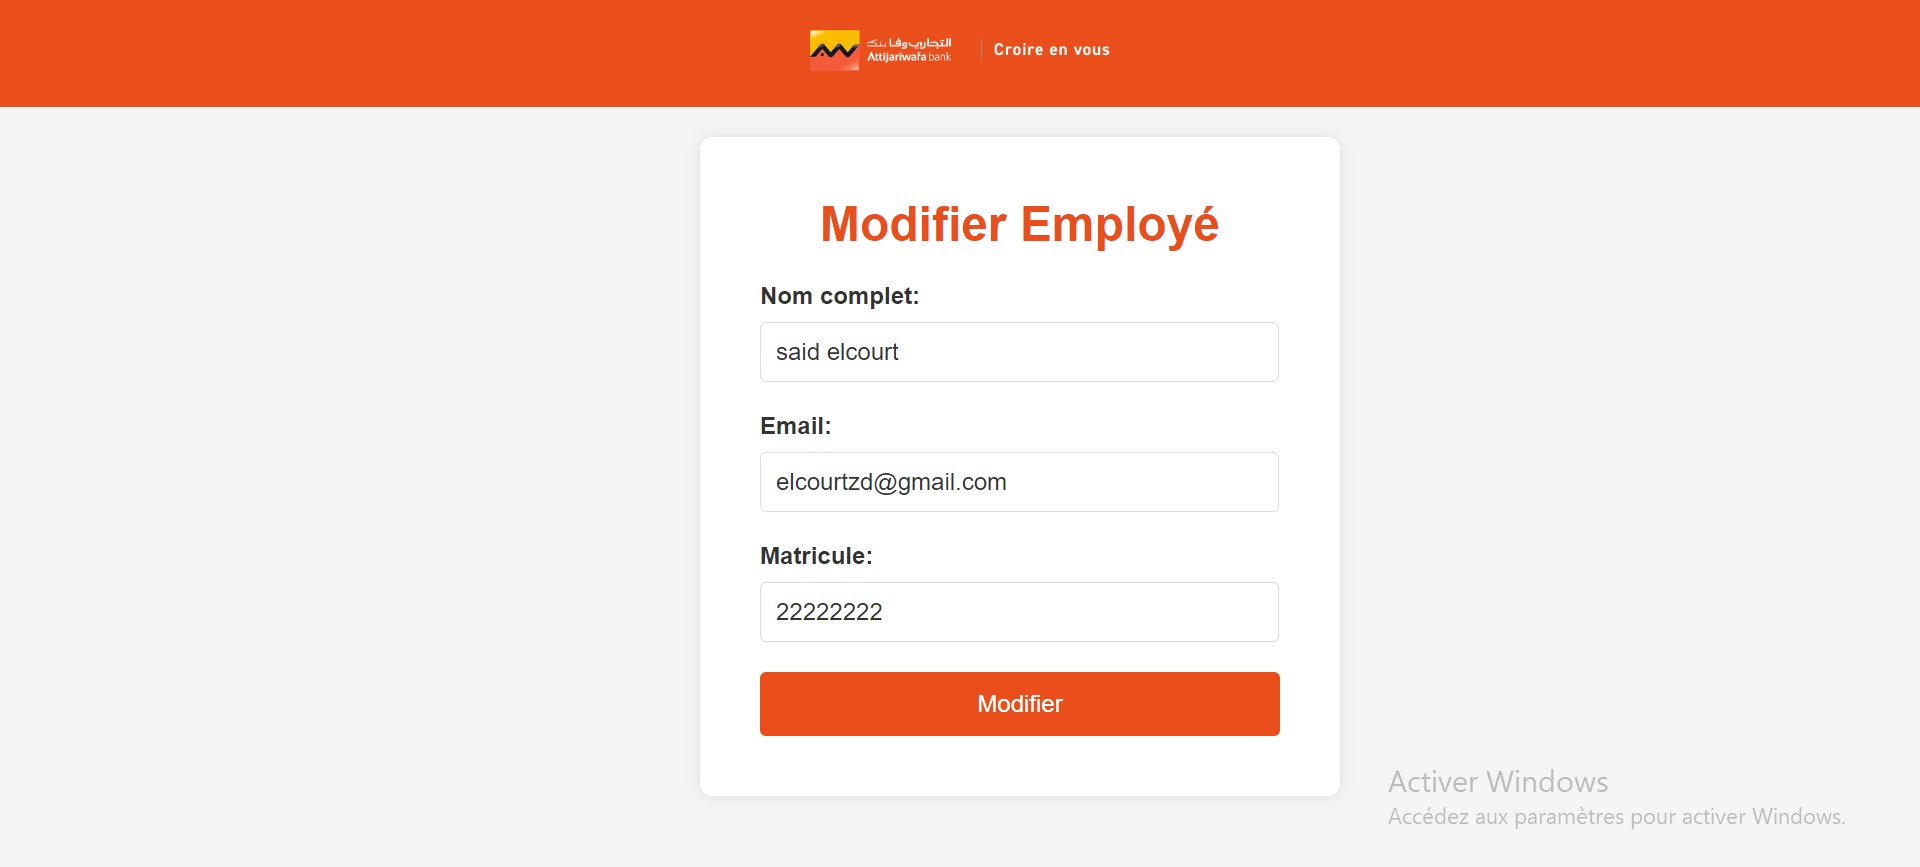 التجاري وفا بنك
Attijariwafa bank
Croire en vous
Modifier Employé
Nom complet:
said elcourt
Email:
elcourtzd@gmail.com
Matricule:
22222222
Modifier
Activer Windows
Accédez aux paramètres pour activer Windows.